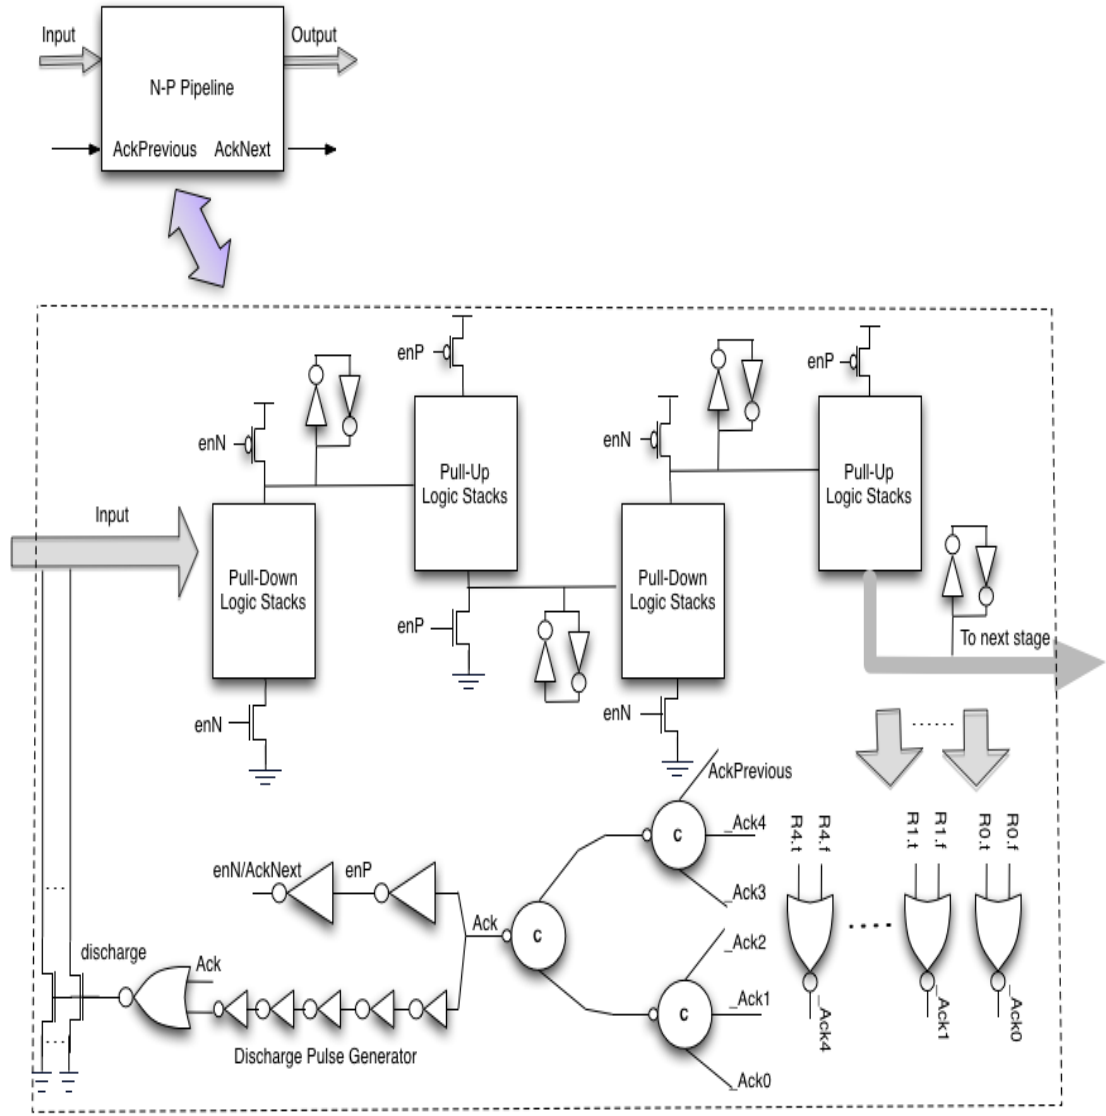 Input
Output
N-P Pipeline
AckPrevious
AckNext
enP
enN
Pull-Up
Logic Stacks
enN
enP
Pull-Up
Logic Stacks
Input
Pull-Down
Logic Stacks
Pull-Down
Logic Stacks
enP
To next stage
enN
enN
AckPrevious
_Ack4
_Ack3
R4.t
R4.f
R1.t
R1.f
R0.t
R0.f
enN/AckNext
enP
Ack
C
C
_Ack2
_Ack1
C
_Ack0
discharge
Ack
Discharge Pulse Generator
_Ack4
_Ack1
_Ack0